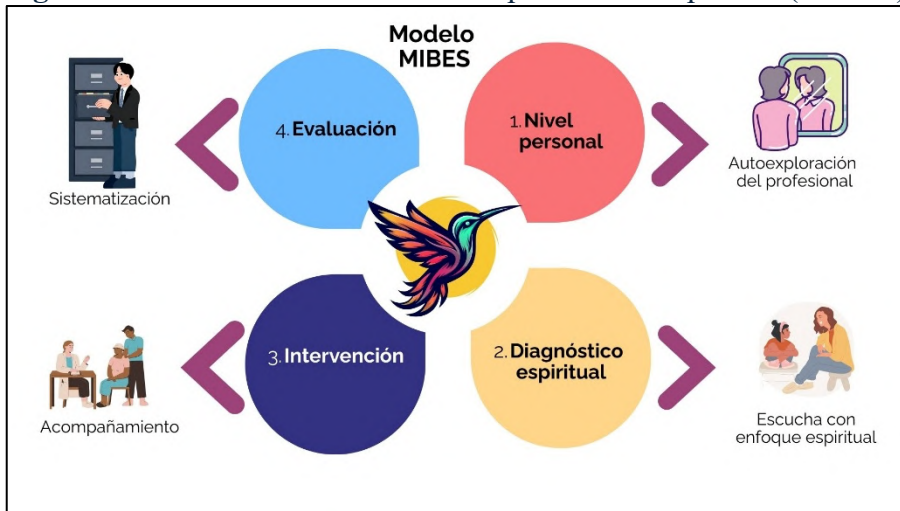 Modelo
MIBES
1. Nivel
personal
Autoexploración
del profesional
2. Diagnóstico
espiritual
Escucha con
enfoque espiritual
3. Intervención
Acompañamiento
4. Evaluación
Sistematización